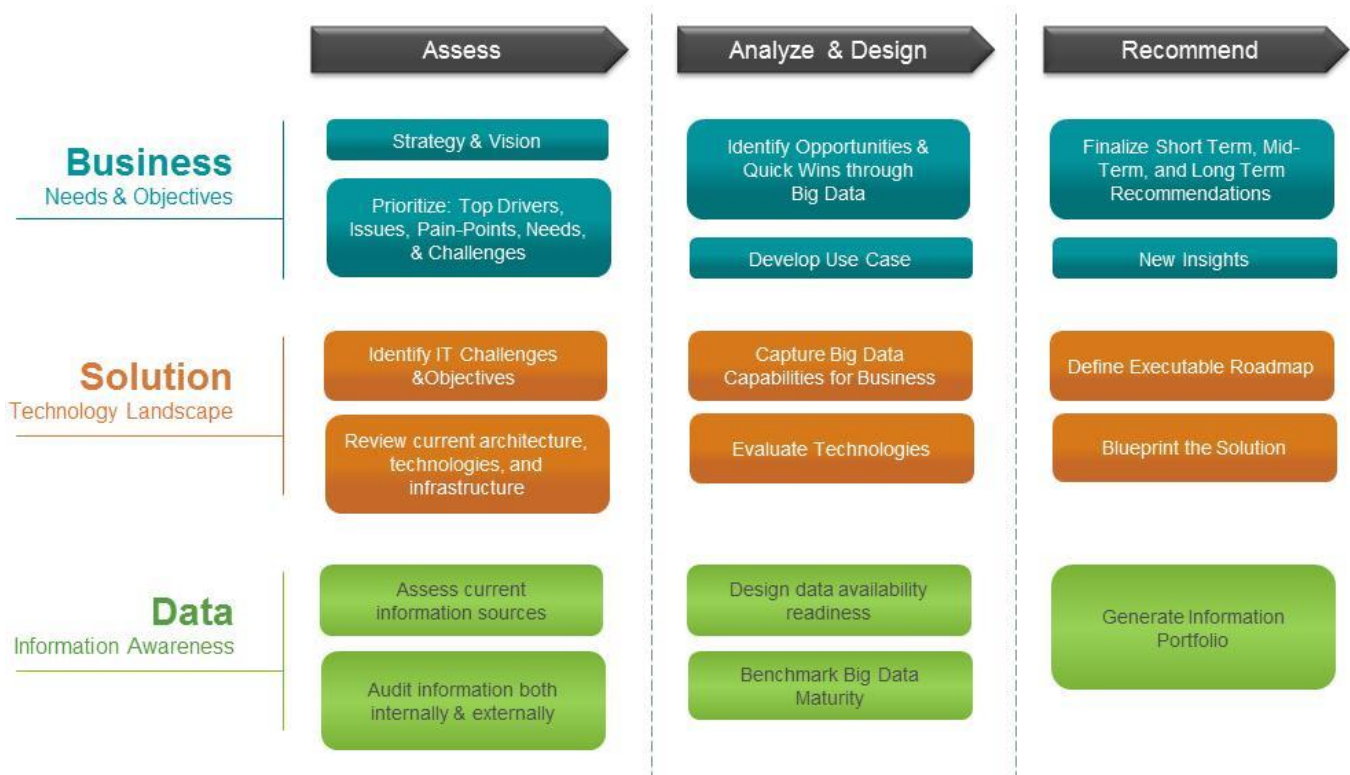 Assess
Analyze & Design
Recommend
Business
Needs & Objectives
Strategy & Vision
Prioritize: Top Drivers,
Issues, Pain-Points, Needs,
& Challenges
Identify Opportunities &
Quick Wins through
Big Data
Develop Use Case
Finalize Short Term, Mid-
Term, and Long Term
Recommendations
New Insights
Solution
Technology Landscape
Identify IT Challenges
&Objectives
Review current architecture,
technologies, and
infrastructure
Capture Big Data
Capabilities for Business
Evaluate Technologies
Define Executable Roadmap
Blueprint the Solution
Data
Information Awareness
Assess current
information sources
Audit information both
internally & externally
Design data availability
readiness
Benchmark Big Data
Maturity
Generate Information
Portfolio